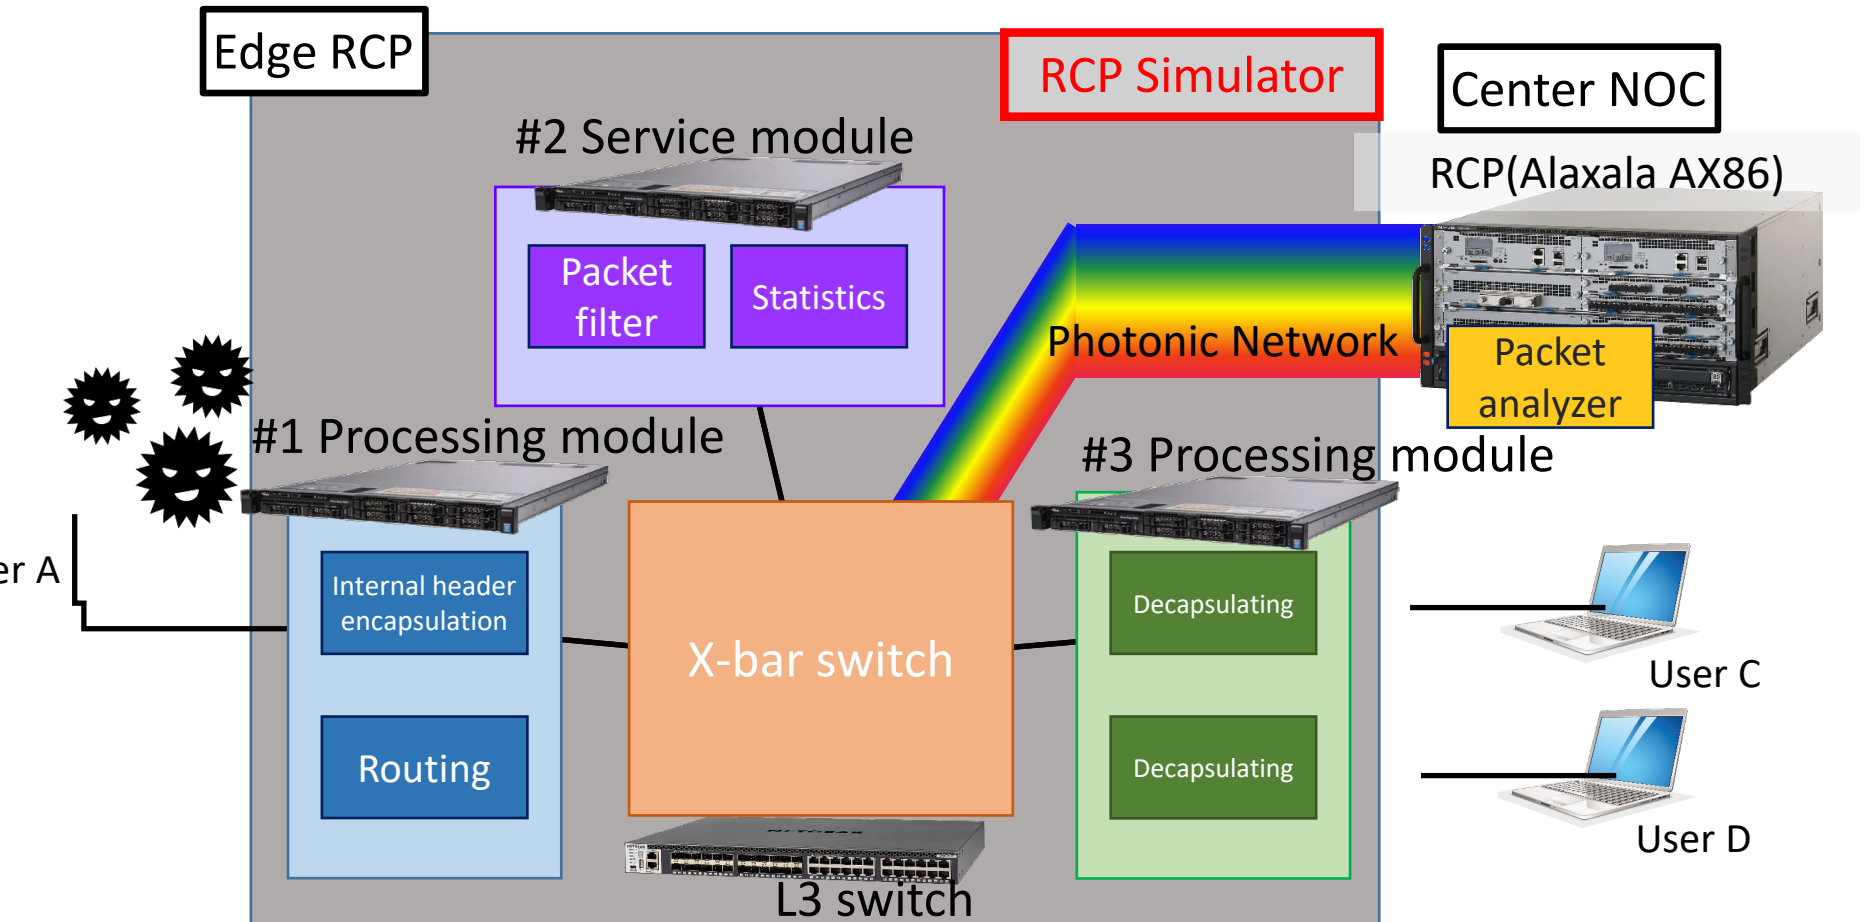 Edge RCP
RCP Simulator
Center NOC
RCP(Alaxala AX86)
#2 Service module
Packet
filter
Statistics
Photonic Network
Packet
analyzer
#1 Processing module
#3 Processing module
er A
Internal header
encapsulation
Routing
X-bar switch
Decapsulating
Decapsulating
User C
User D
L3 switch